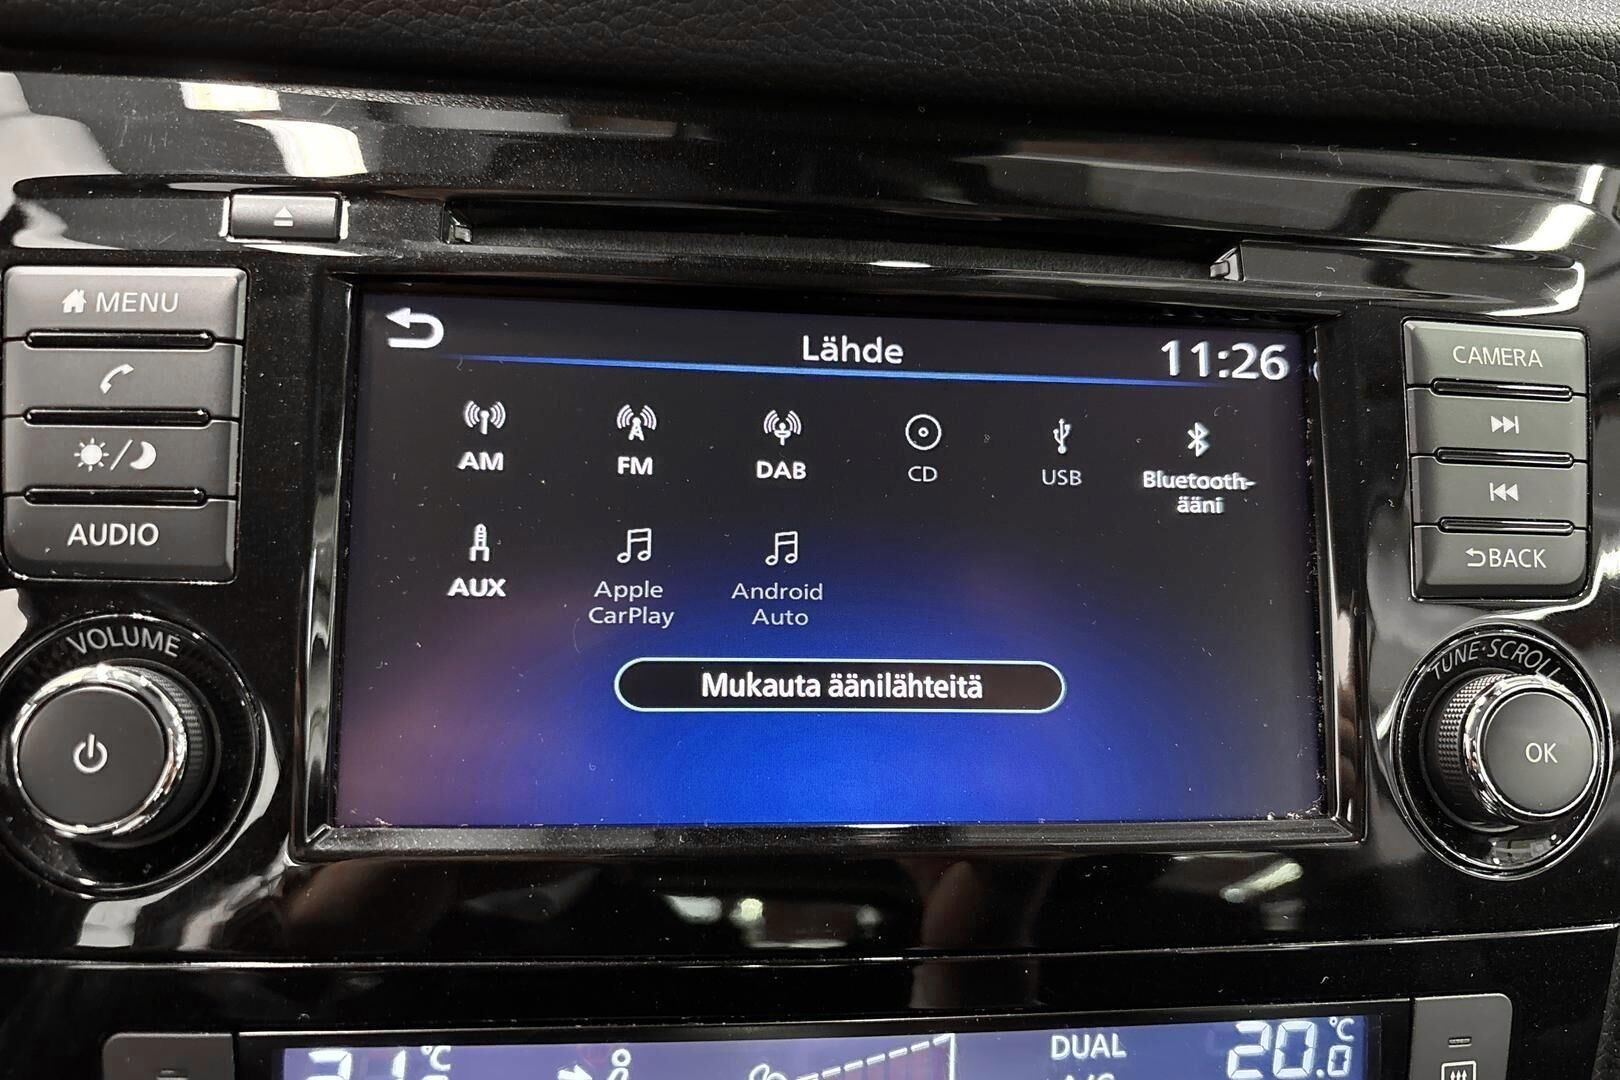 MENU
AUDIO
VOLUME
Lähde
11:26
AM
FM
DAB
CD
USB
Bluetooth-
ääni
AUX
Apple
CarPlay
Android
Auto
Mukauta äänilähteitä
CAMERA
BACK
TUNE·SCROLL
OK
°C
DUAL
20.0 °C